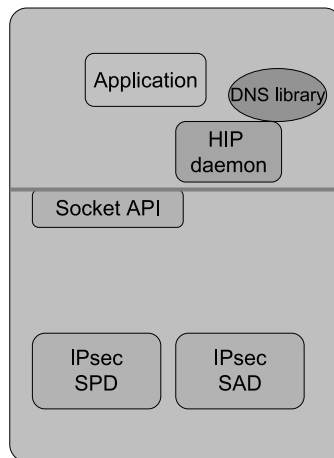 Application
DNS library
HIP
daemon
Socket API
IPsec
SPD
IPsec
SAD